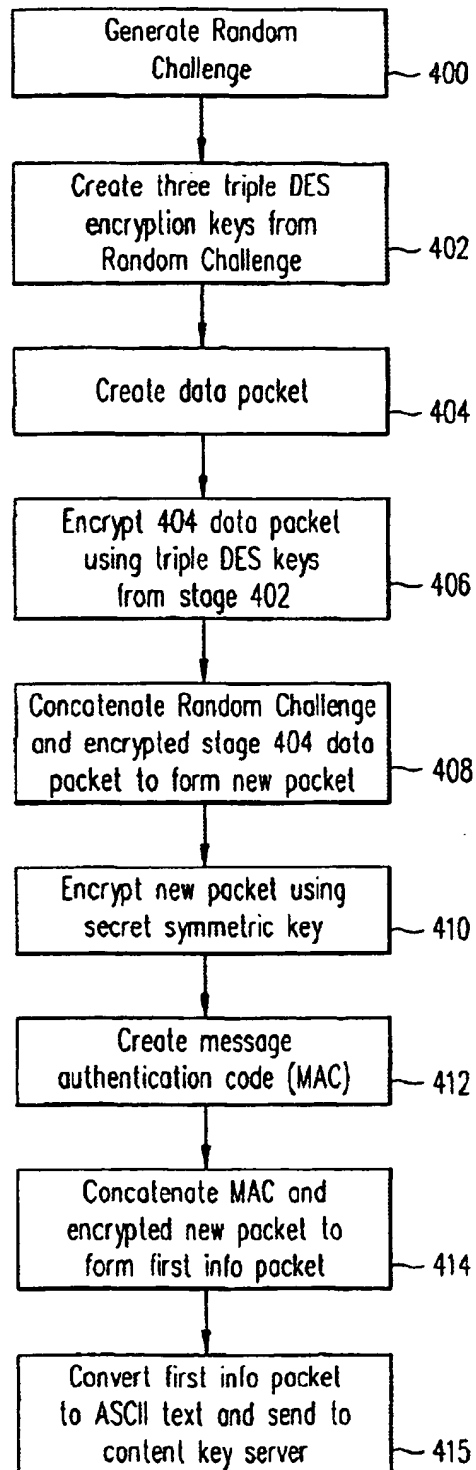 Generate Random
Challenge
400
Create three triple DES
encryption keys from
Random Challenge
402
Create data packet
404
Encrypt 404 data packet
using triple DES keys
from stage 402
406
Concatenate Random Challenge
and encrypted stage 404 data
packet to form new packet
408
Encrypt new packet using
secret symmetric key
410
Create message
authentication code (MAC)
412
Concatenate MAC and
encrypted new packet to
form first info packet
414
Convert first info packet
to ASCII text and send to
content key server
415